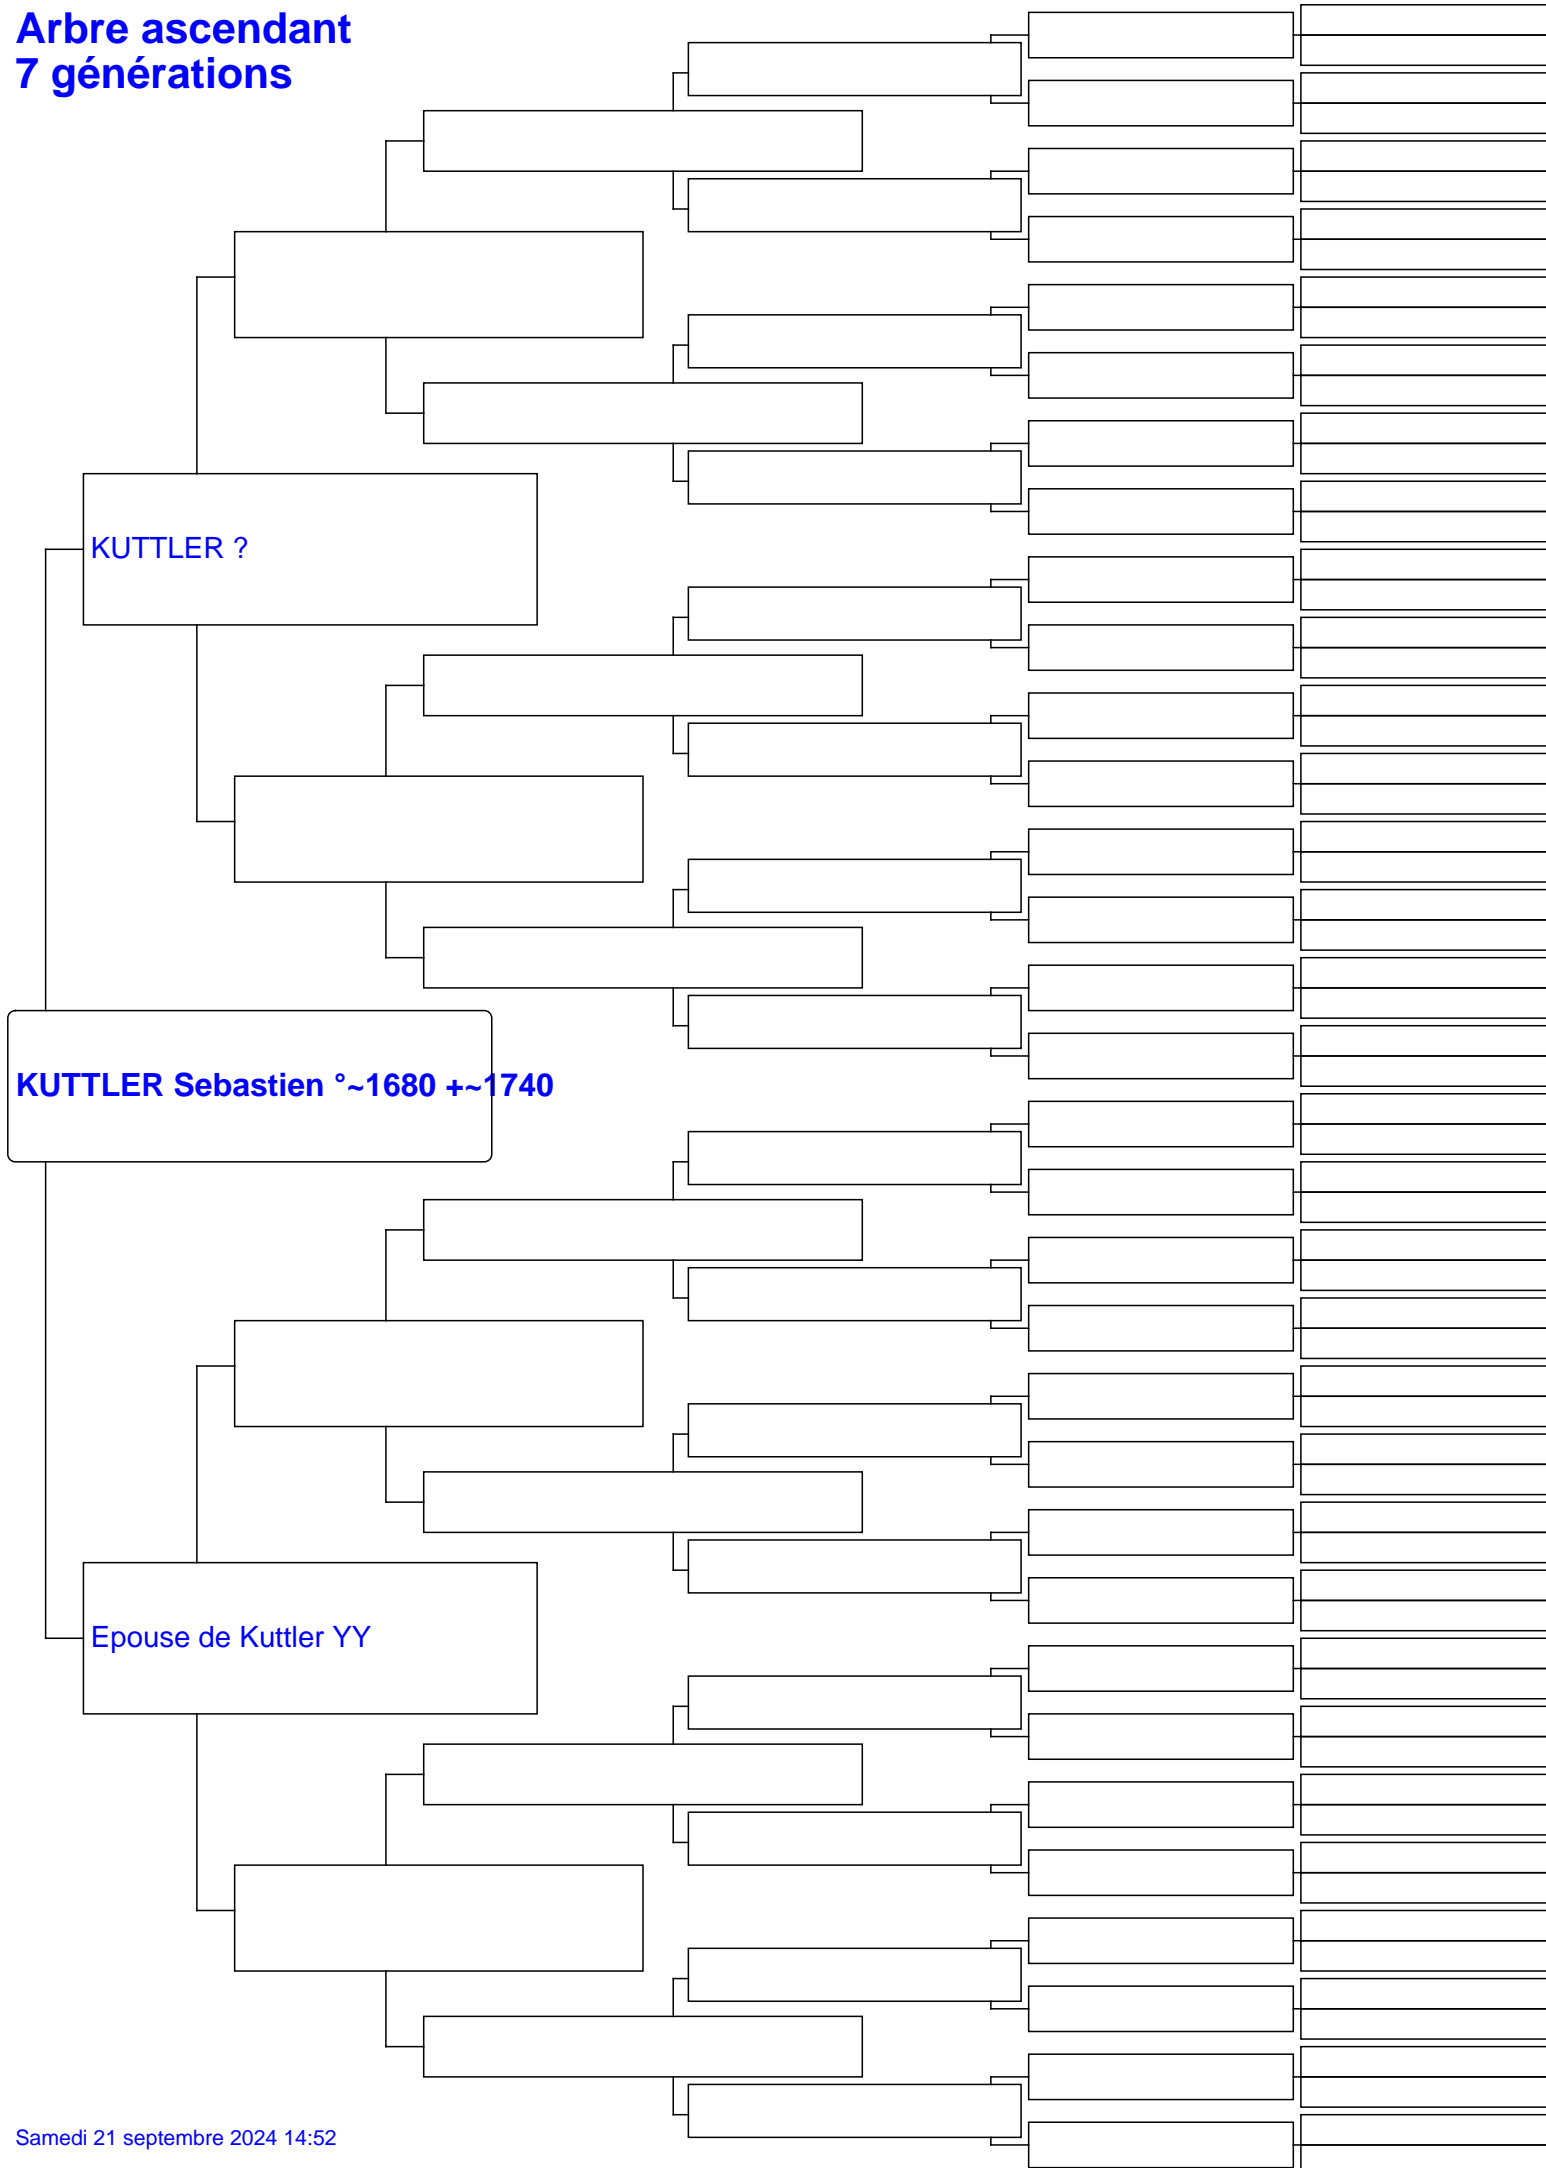 Arbre ascendant
7 générations
KUTTLER ?
KUTTLER Sebastien °~1680 +~1740
Epouse de Kuttler YY
Samedi 21 septembre 2024 14:52